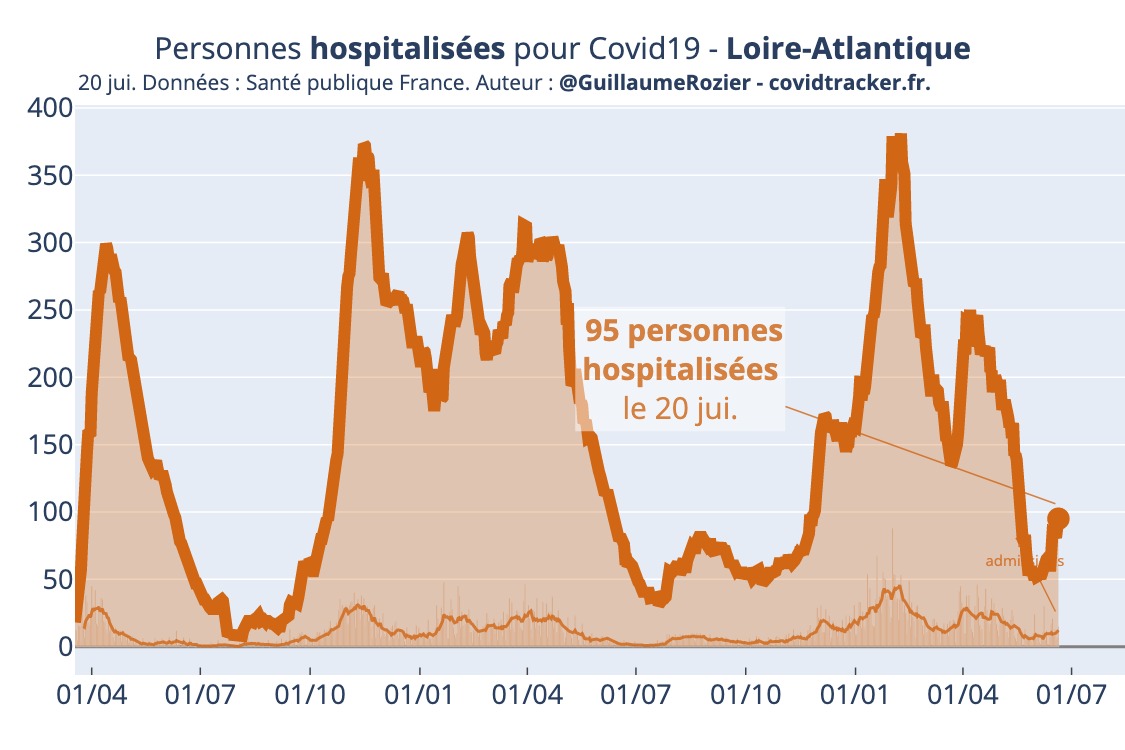 Personnes hospitalisées pour Covid19 - Loire-Atlantique
20 jui. Données : Santé publique France. Auteur : @GuillaumeRozier - covidtracker.fr.
400
350
300
250
200
150
100
50
0
95 personnes
hospitalisées
le 20 jui.
admissions
01/04 01/07 01/10 01/01 01/04 01/07 01/10 01/01 01/04 01/07